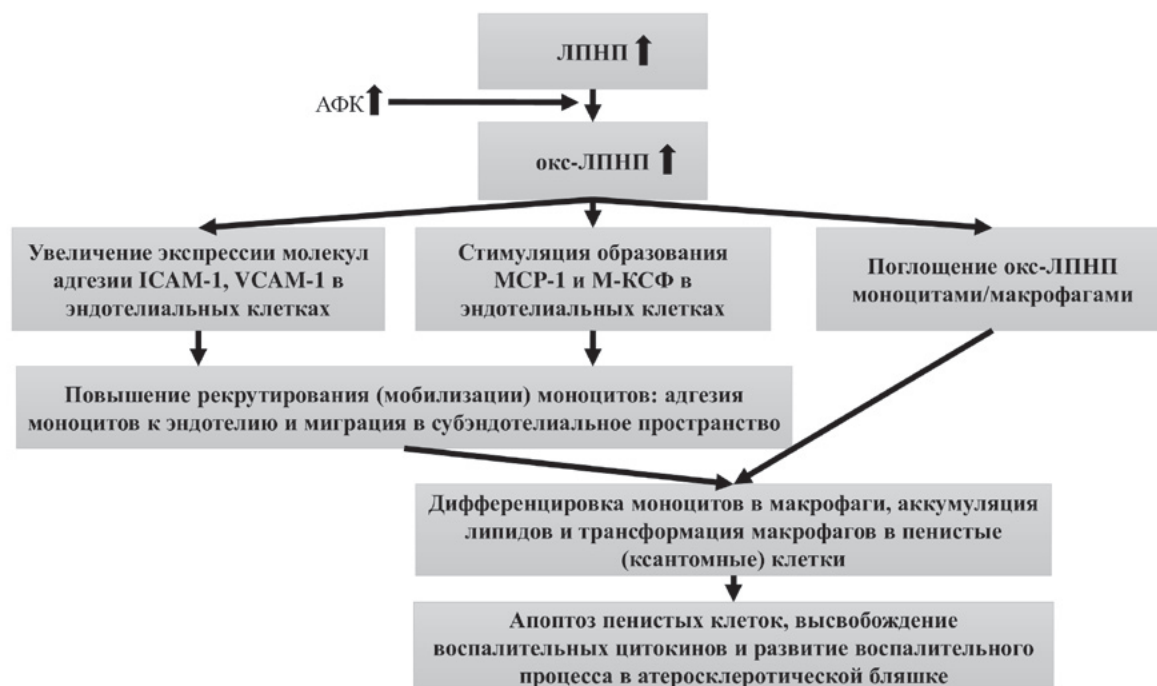 ЛПНП
АФК
окс-ЛПНП
Увеличение экспрессии молекул
адгезии ICAM-1, VCAM-1 в
эндотелиальных клетках
Стимуляция образования
МСР-1 и М-КСФ в
эндотелиальных клетках
Поглощение окс-ЛПНП
моноцитами/макрофагами
Повышение рекрутирования (мобилизации) моноцитов: адгезия
моноцитов к эндотелию и миграция в субэндотелиальное пространство
Дифференцировка моноцитов в макрофаги, аккумуляция
липидов и трансформация макрофагов в пенистые
(ксантомные) клетки
Апоптоз пенистых клеток, высвобождение
воспалительных цитокинов и развитие воспалительного
процесса в атеросклеротической бляшке